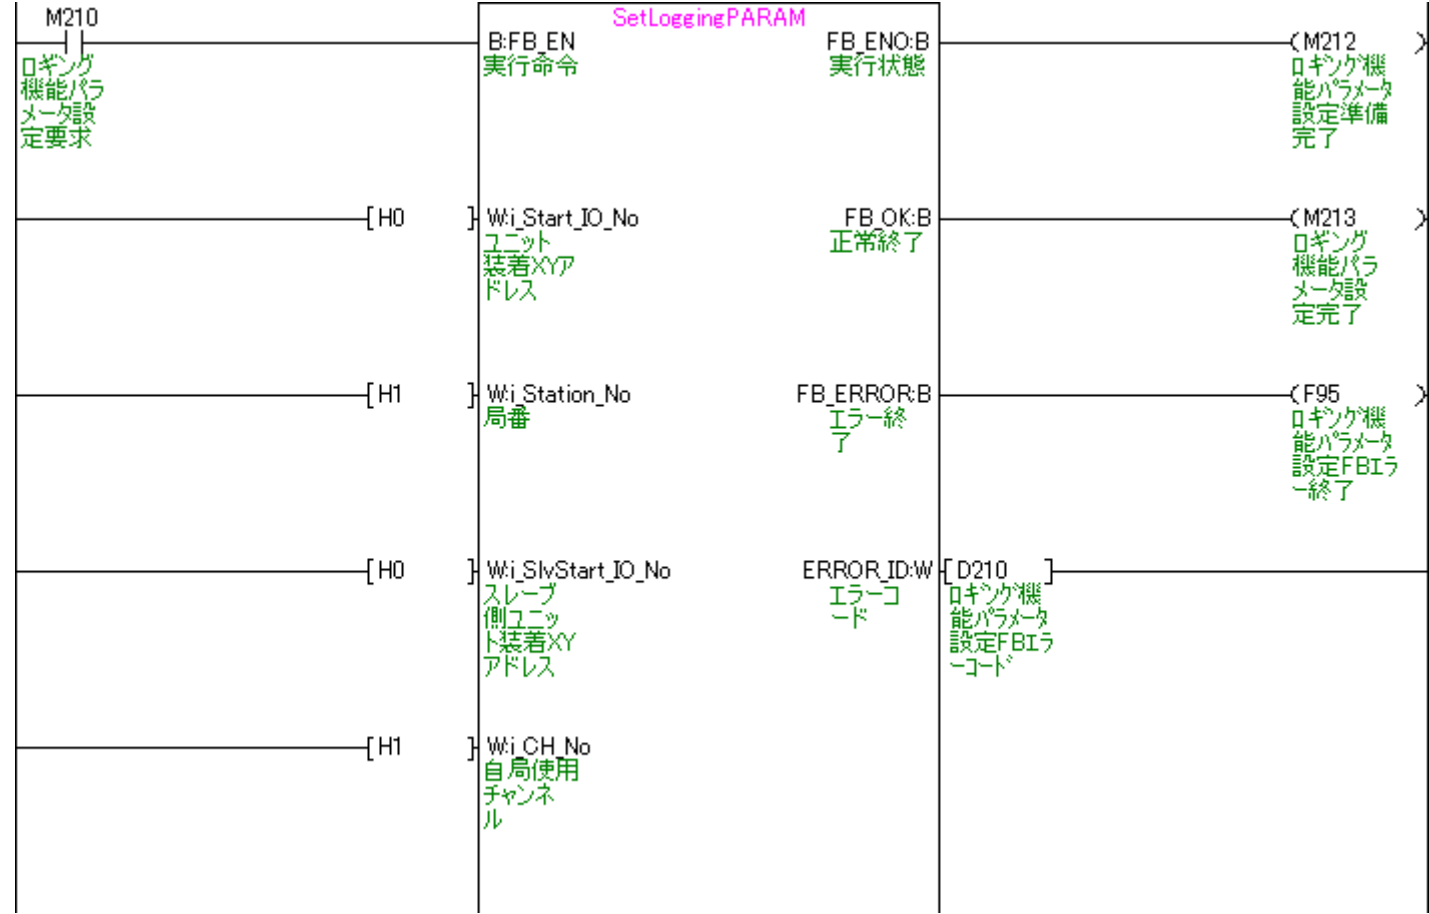 M210
ロギング
機能パラ
メータ設
定要求
SetLoggingPARAM
B:FB_EN
実行命令
FB_ENO:B
実行状態
(M212 )
ロギング機
能パラメータ
設定準備
完了
[H0 ]
W:i_Start_IO_No
ユニット
装着XYア
ドレス
FB_OK:B
正常終了
(M213 )
ロギング
機能パラ
メータ設
定完了
[H1 ]
W:i_Station_No
局番
FB_ERROR:B
エラー終
了
(F95 )
ロギング機
能パラメータ
設定FBエラ
ー終了
[H0 ]
W:i_SlvStart_IO_No
スレーブ
側ユニッ
ト装着XY
アドレス
ERROR_ID:W
エラーコ
ード
[D210 ]
ロギング機
能パラメータ
設定FBエラ
ーコード
[H1 ]
W:i_CH_No
自局使用
チャンネ
ル